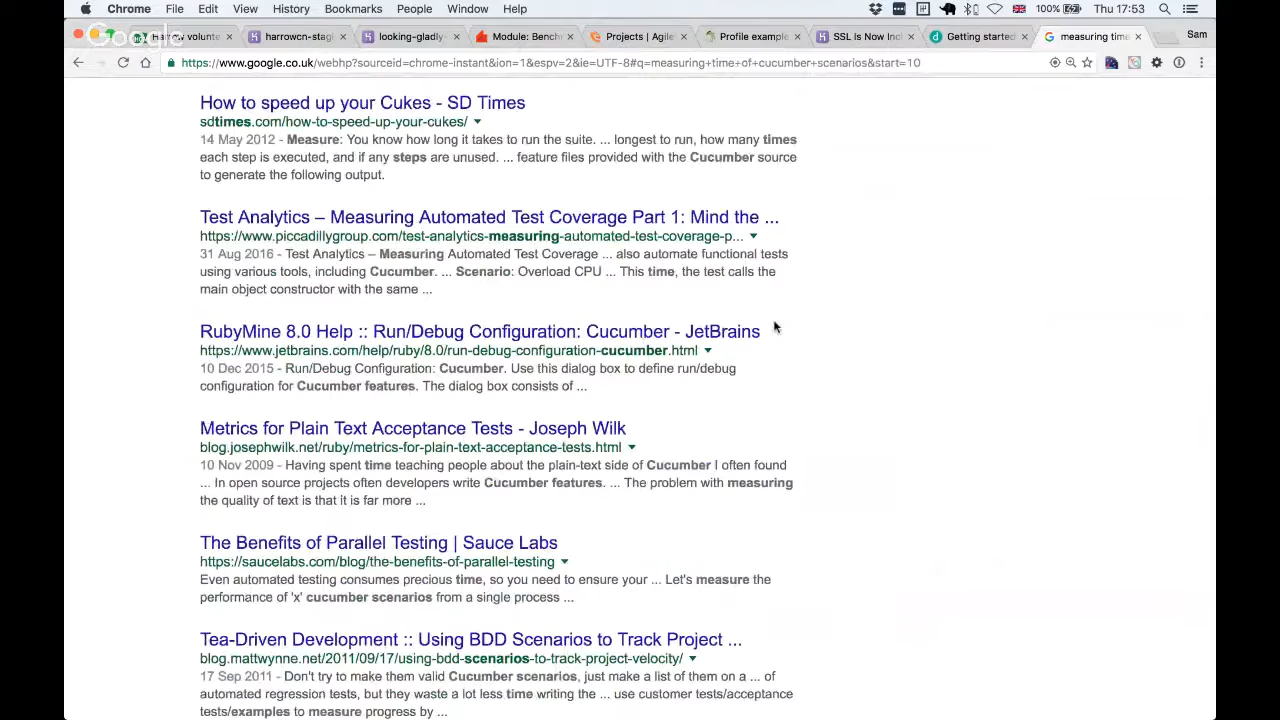 Chrome File Edit View History Bookmarks People Window Help 100% Thu 17:53
Google
Harrow volunte harrowcn-stagi looking-gladly- Module: Bench Projects | Agile Profile example SSL Is Now Incl Getting started measuring time Sam
https://www.google.co.uk/webhp?sourceid=chrome-instant&ion=1&espv=2&ie=UTF-8#q=measuring+time+of+cucumber+scenarios&start=10
How to speed up your Cukes - SD Times
sdtimes.com/how-to-speed-up-your-cukes/
14 May 2012 - Measure: You know how long it takes to run the suite. ... longest to run, how many times
each step is executed, and if any steps are unused. ... feature files provided with the Cucumber source
to generate the following output.
Test Analytics – Measuring Automated Test Coverage Part 1: Mind the ...
https://www.piccadillygroup.com/test-analytics-measuring-automated-test-coverage-p...
31 Aug 2016 - Test Analytics – Measuring Automated Test Coverage ... also automate functional tests
using various tools, including Cucumber. ... Scenario: Overload CPU ... This time, the test calls the
main object constructor with the same ...
RubyMine 8.0 Help :: Run/Debug Configuration: Cucumber - JetBrains
https://www.jetbrains.com/help/ruby/8.0/run-debug-configuration-cucumber.html
10 Dec 2015 - Run/Debug Configuration: Cucumber. Use this dialog box to define run/debug
configuration for Cucumber features. The dialog box consists of ...
Metrics for Plain Text Acceptance Tests - Joseph Wilk
blog.josephwilk.net/ruby/metrics-for-plain-text-acceptance-tests.html
10 Nov 2009 - Having spent time teaching people about the plain-text side of Cucumber I often found
... In open source projects often developers write Cucumber features. ... The problem with measuring
the quality of text is that it is far more ...
The Benefits of Parallel Testing | Sauce Labs
https://saucelabs.com/blog/the-benefits-of-parallel-testing
Even automated testing consumes precious time, so you need to ensure your ... Let's measure the
performance of 'x' cucumber scenarios from a single process ...
Tea-Driven Development :: Using BDD Scenarios to Track Project ...
blog.mattwynne.net/2011/09/17/using-bdd-scenarios-to-track-project-velocity/
17 Sep 2011 - Don't try to make them valid Cucumber scenarios, just make a list of them on a ... of
automated regression tests, but they waste a lot less time writing the ... use customer tests/acceptance
tests/examples to measure progress by ...